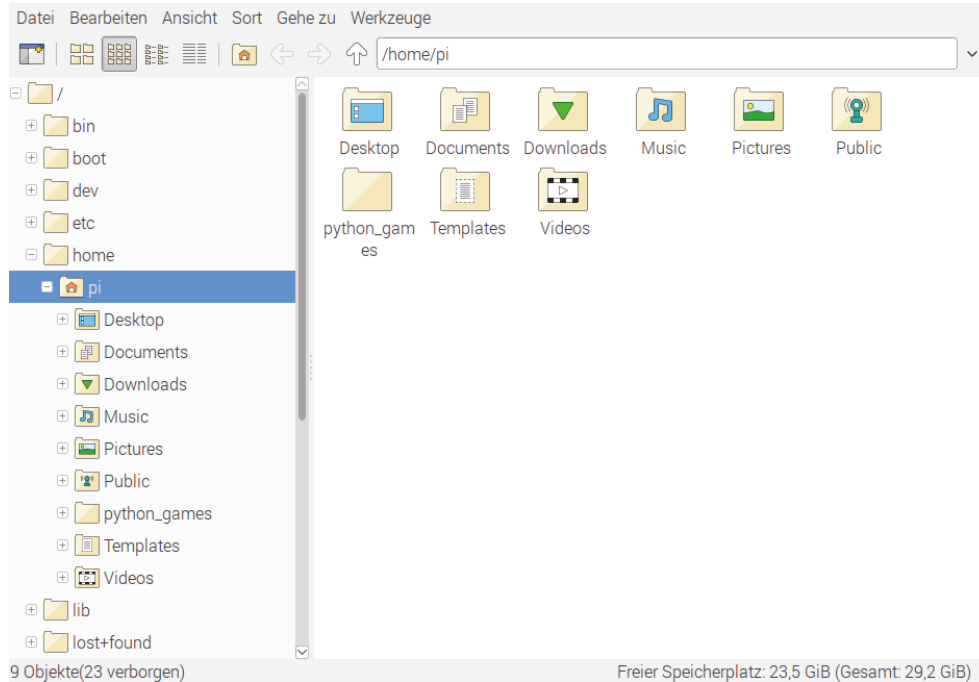 Datei Bearbeiten Ansicht Sort Gehe zu Werkzeuge
/home/pi
/
bin
boot
dev
etc
home
pi
Desktop
Documents
Downloads
Music
Pictures
Public
python_games
Templates
Videos
lib
lost+found
Desktop Documents Downloads Music Pictures Public
python_gam Templates Videos
es
9 Objekte(23 verborgen) Freier Speicherplatz: 23,5 GiB (Gesamt: 29,2 GiB)